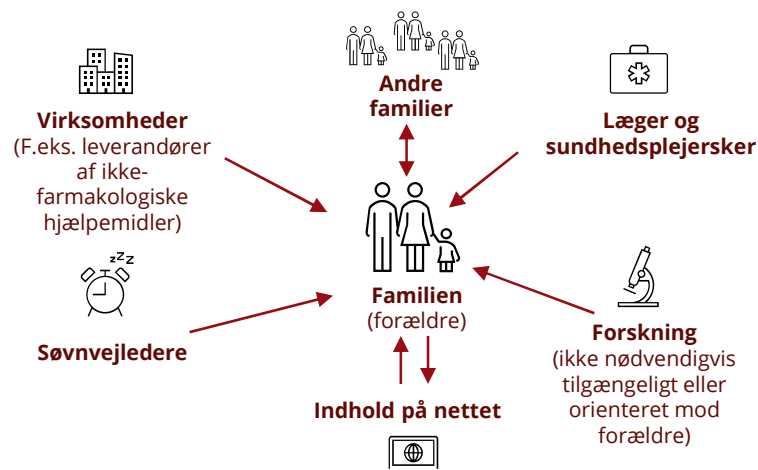 Andre
familier
Virksomheder
(F.eks. leverandører
af ikke-
farmakologiske
hjælpemidler)
Læger og
sundhedsplejersker
zZZ
Søvnvejledere
Familien
(forældre)
Forskning
(ikke nødvendigvis
tilgængeligt eller
orienteret mod
forældre)
Indhold på nettet